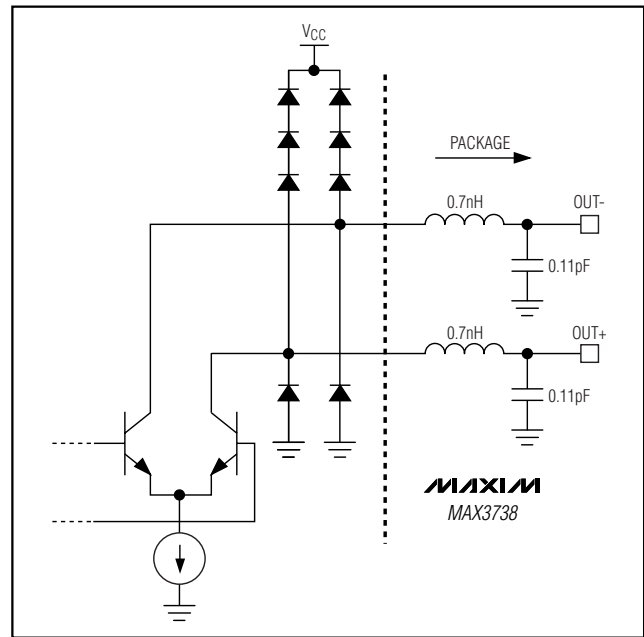 VCC
PACKAGE
0.7nH
OUT-
0.11pF
0.7nH
OUT+
0.11pF
MAXIM
MAX3738